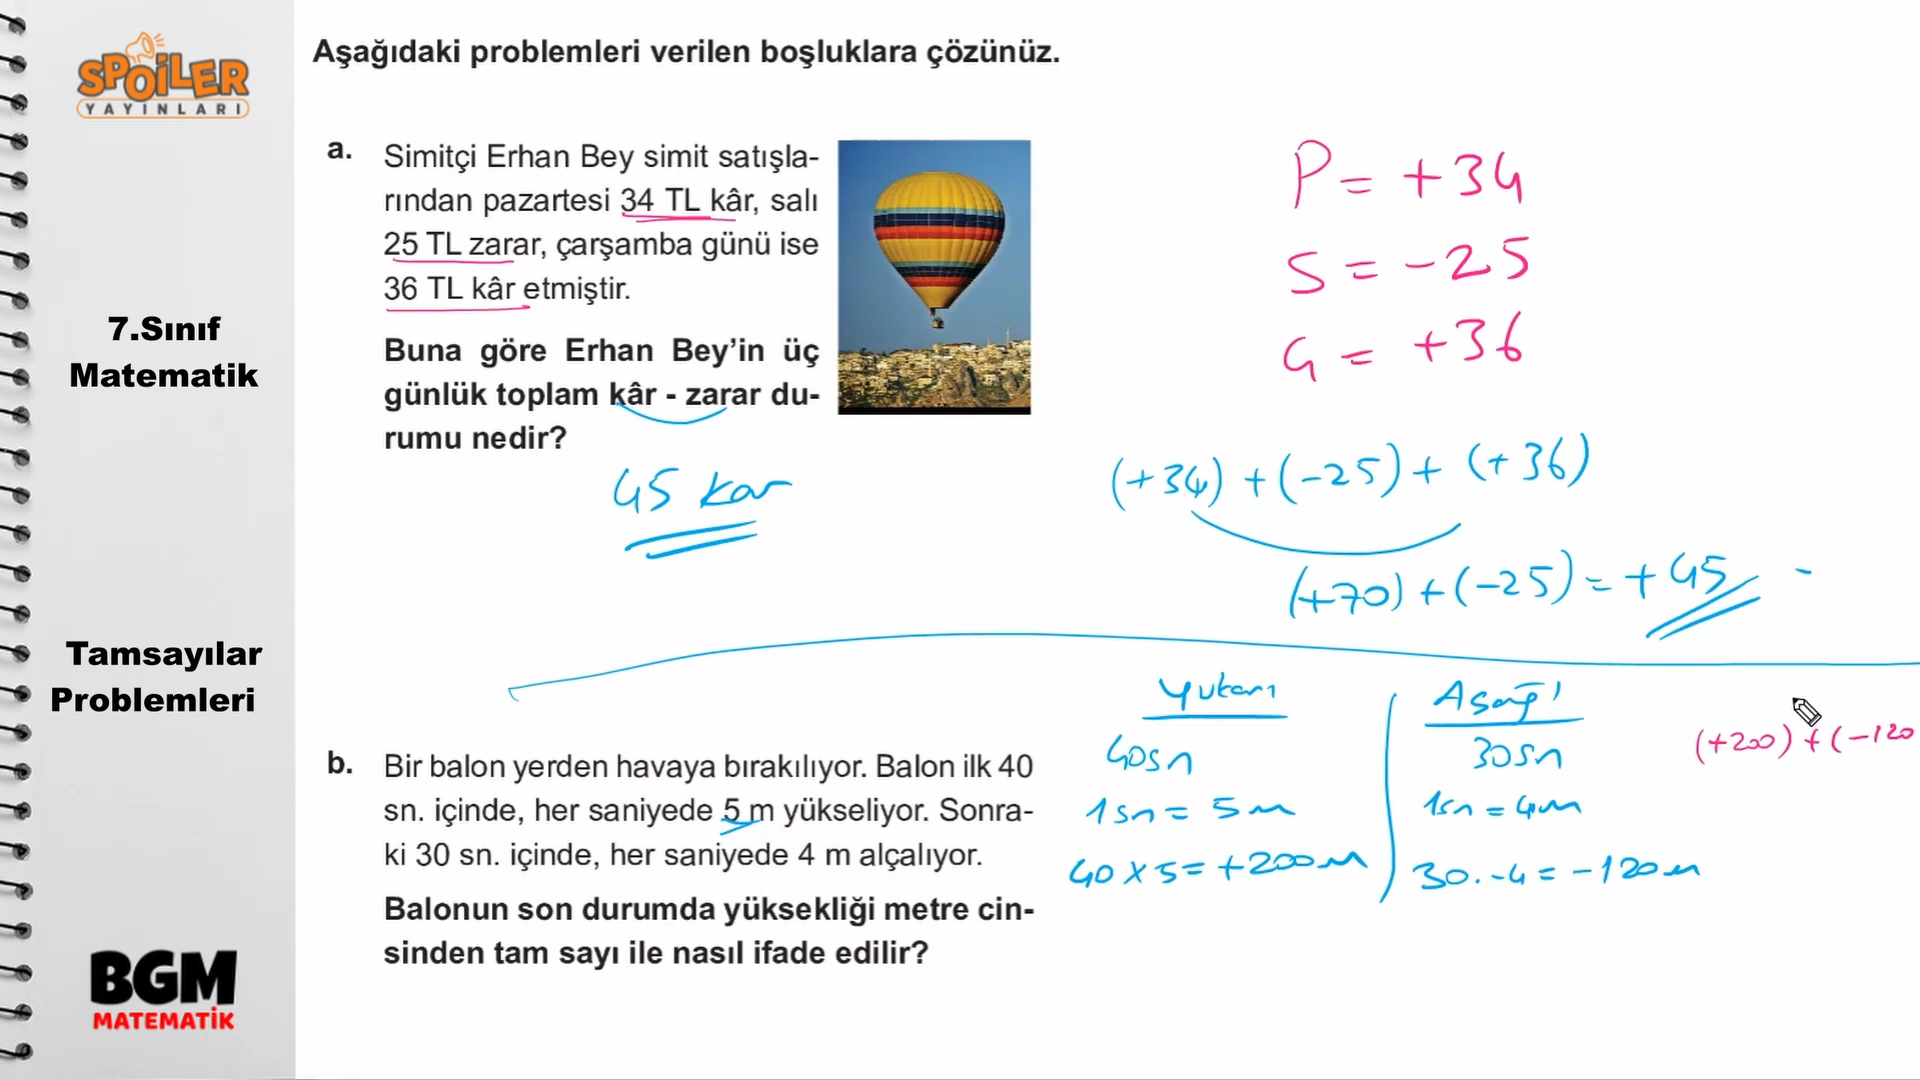 SPOiLER
YAYINLARI
7.Sınıf
Matematik
Tamsayılar
Problemleri
BGM
MATEMATİK
Aşağıdaki problemleri verilen boşluklara çözünüz.
a. Simitçi Erhan Bey simit satışla-
rından pazartesi 34 TL kâr, salı
25 TL zarar, çarşamba günü ise
36 TL kâr etmiştir.
Buna göre Erhan Bey’in üç
günlük toplam kâr - zarar du-
rumu nedir?
45 kar
P = +34
S = -25
Ç = +36
(+34) + (-25) + (+36)
(+70) + (-25) = +45
b. Bir balon yerden havaya bırakılıyor. Balon ilk 40
sn. içinde, her saniyede 5 m yükseliyor. Sonra-
ki 30 sn. içinde, her saniyede 4 m alçalıyor.
Balonun son durumda yüksekliği metre cin-
sinden tam sayı ile nasıl ifade edilir?
Yukarı
40sn
1sn = 5m
40 x 5 = +200m
Aşağı
30sn
1sn = 4m
30 . -4 = -120m
(+200) + (-120